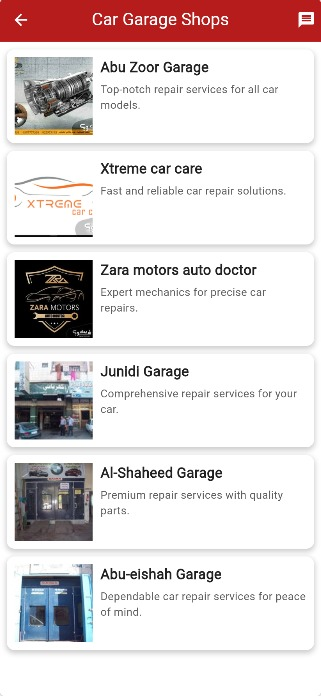 Car Garage Shops
Abu Zoor Garage
Top-notch repair services for all car
models.
Xtreme car care
Fast and reliable car repair solutions.
XTREME
car c
Zara motors auto doctor
Expert mechanics for precise car
repairs.
ZARA MOTORS
Junidi Garage
Comprehensive repair services for your
car.
Al-Shaheed Garage
Premium repair services with quality
parts.
Abu-eishah Garage
Dependable car repair services for peace
of mind.